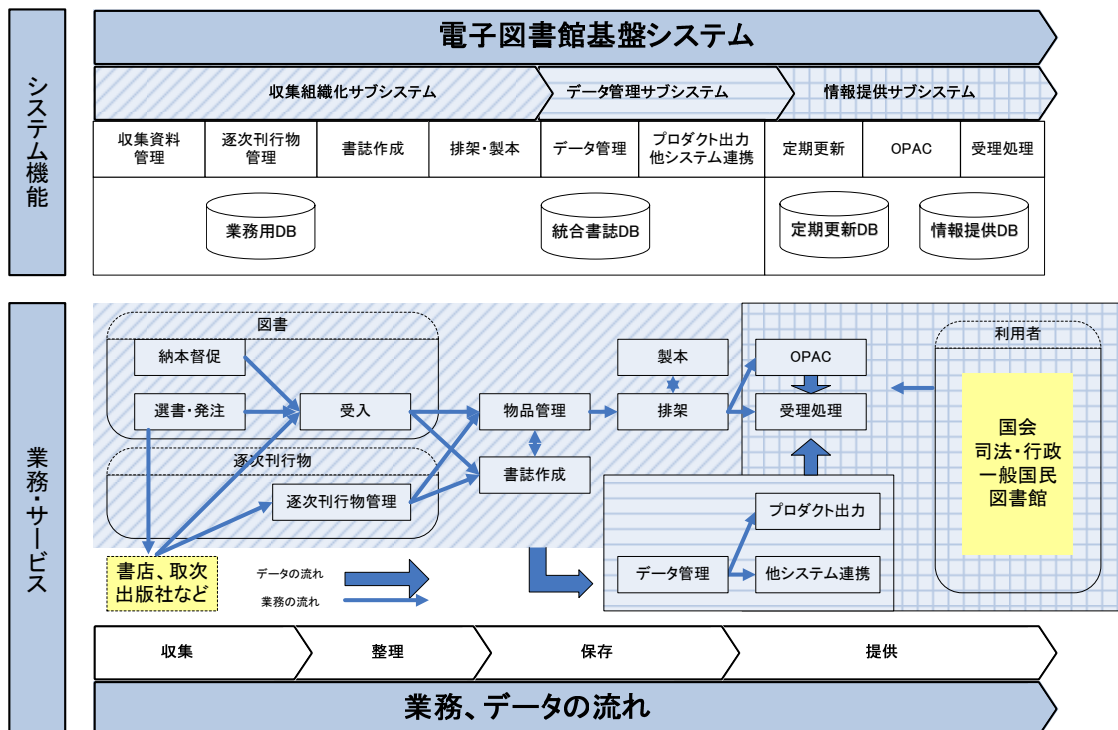 システム機能
電子図書館基盤システム
収集組織化サブシステム
データ管理サブシステム
情報提供サブシステム
収集資料
管理
逐次刊行物
管理
書誌作成
排架・製本
データ管理
プロダクト出力
他システム連携
定期更新
OPAC
受理処理
業務用DB
統合書誌DB
定期更新DB
情報提供DB
業務・サービス
図書
納本督促
選書・発注
受入
逐次刊行物
逐次刊行物管理
書店、取次
出版社など
データの流れ
業務の流れ
物品管理
書誌作成
製本
排架
OPAC
受理処理
プロダクト出力
データ管理
他システム連携
利用者
国会
司法・行政
一般国民
図書館
収集
整理
保存
提供
業務、データの流れ